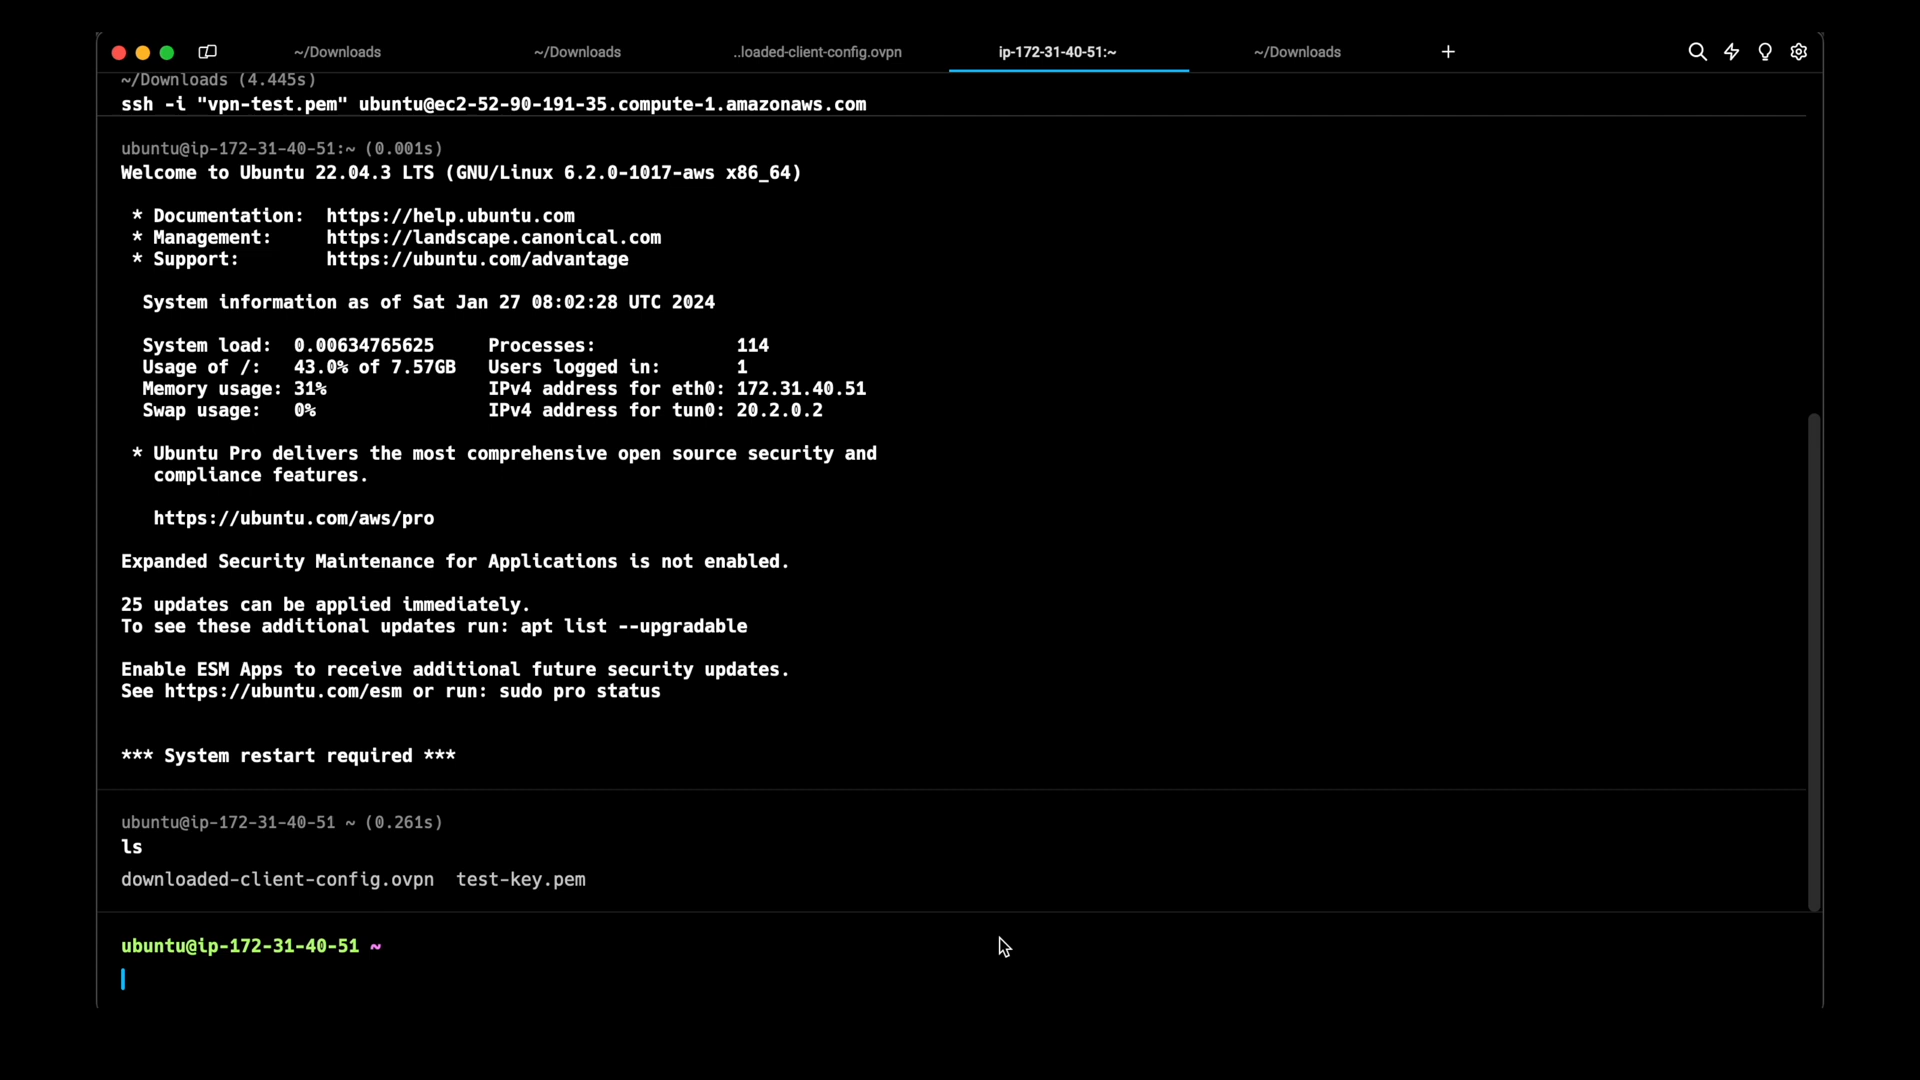 ~/Downloads ~/Downloads ..loaded-client-config.ovpn ip-172-31-40-51:~ ~/Downloads +
~/Downloads (4.445s)
ssh -i "vpn-test.pem" ubuntu@ec2-52-90-191-35.compute-1.amazonaws.com
ubuntu@ip-172-31-40-51:~ (0.001s)
Welcome to Ubuntu 22.04.3 LTS (GNU/Linux 6.2.0-1017-aws x86_64)
* Documentation: https://help.ubuntu.com
* Management: https://landscape.canonical.com
* Support: https://ubuntu.com/advantage
System information as of Sat Jan 27 08:02:28 UTC 2024
System load: 0.00634765625 Processes: 114
Usage of /: 43.0% of 7.57GB Users logged in: 1
Memory usage: 31% IPv4 address for eth0: 172.31.40.51
Swap usage: 0% IPv4 address for tun0: 20.2.0.2
* Ubuntu Pro delivers the most comprehensive open source security and
compliance features.
https://ubuntu.com/aws/pro
Expanded Security Maintenance for Applications is not enabled.
25 updates can be applied immediately.
To see these additional updates run: apt list --upgradable
Enable ESM Apps to receive additional future security updates.
See https://ubuntu.com/esm or run: sudo pro status
*** System restart required ***
ubuntu@ip-172-31-40-51 ~ (0.261s)
ls
downloaded-client-config.ovpn test-key.pem
ubuntu@ip-172-31-40-51 ~